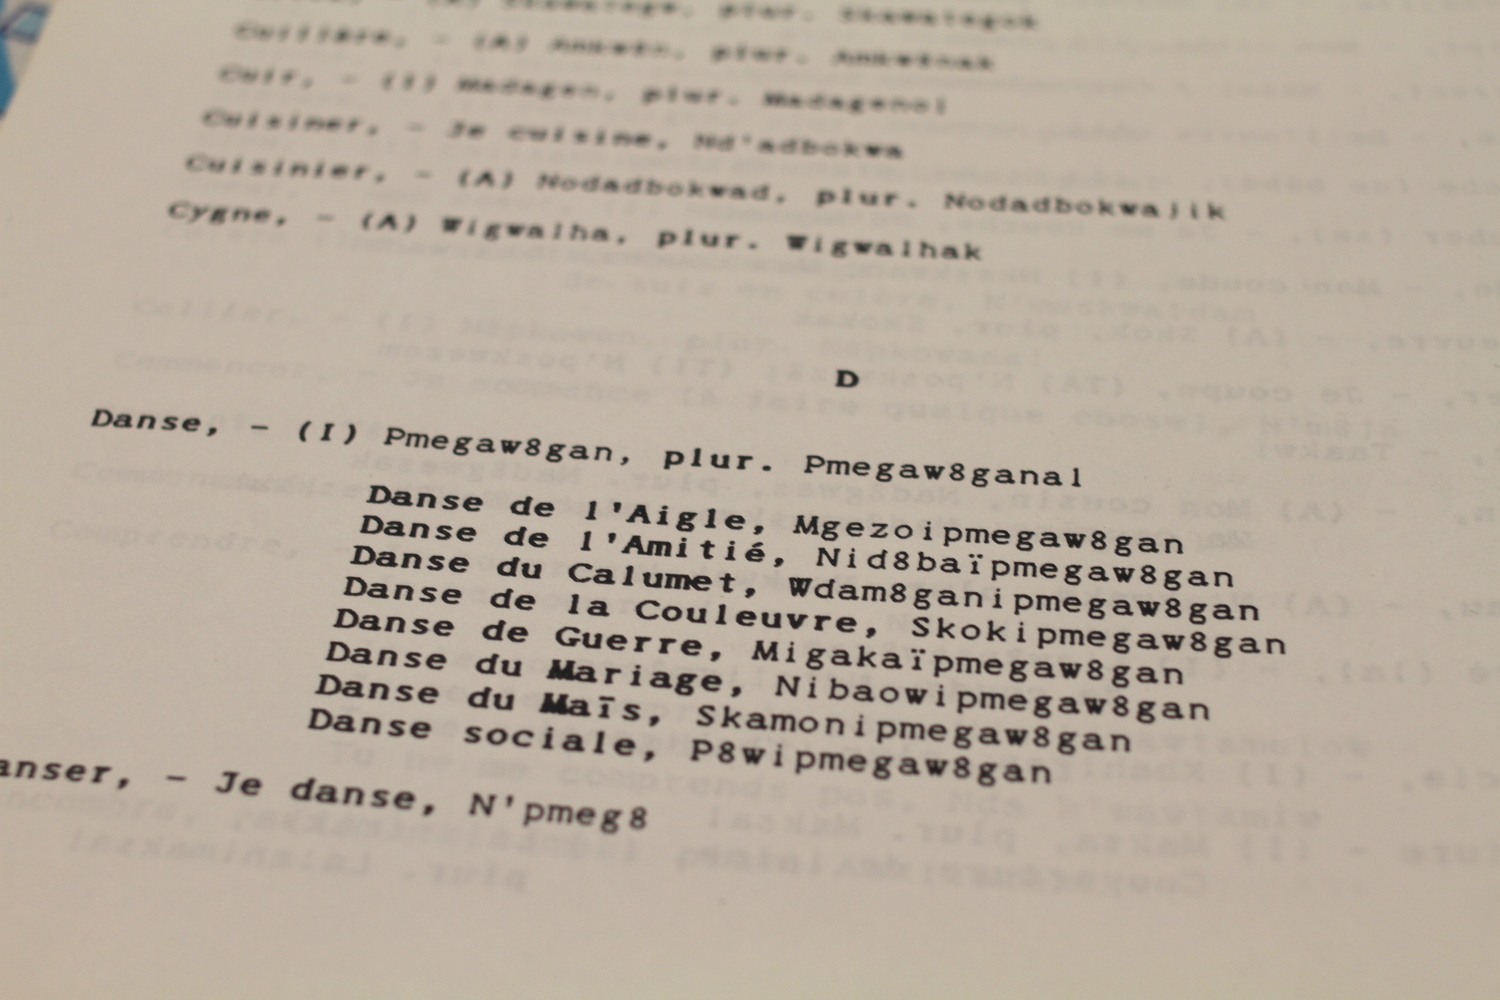 Cuillère, - (A) Amkwôn, plur. Amkwônak
Cuir, - (I) Madagen, plur. Madagenol
Cuisiner, - Je cuisine, Nd'adbokwa
Cuisinier, - (A) Nodadbokwad, plur. Nodadbokwajik
Cygne, - (A) Wigwalha, plur. Wigwalhak
D
Danse, - (I) Pmegaw8gan, plur. Pmegaw8ganal
Danse de l'Aigle, Mgezoipmegaw8gan
Danse de l'Amitié, Nid8baïpmegaw8gan
Danse du Calumet, Wdam8ganipmegaw8gan
Danse de la Couleuvre, Skokipmegaw8gan
Danse de Guerre, Migakaïpmegaw8gan
Danse du Mariage, Nibaowipmegaw8gan
Danse du Maïs, Skamonipmegaw8gan
Danse sociale, P8wipmegaw8gan
anser, - Je danse, N'pmeg8